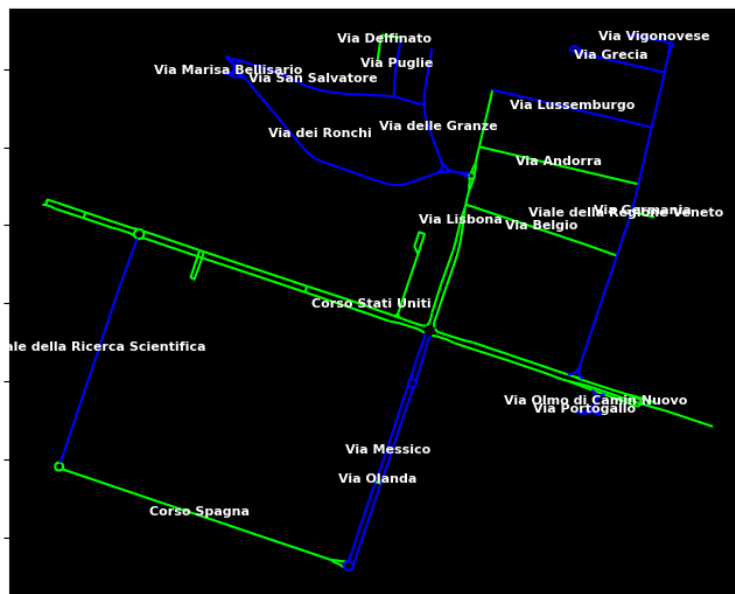 Via Vigonovese
Via Delfinato
Via Grecia
Via Puglie
Via Marisa Bellisario
Via San Salvatore
Via Lussemburgo
Via delle Granze
Via dei Ronchi
Via Andorra
Via Germania
Viale della Regione Veneto
Via Lisbona
Via Belgio
Corso Stati Uniti
ale della Ricerca Scientifica
Via Olmo di Camin Nuovo
Via Portogallo
Via Messico
Via Olanda
Corso Spagna